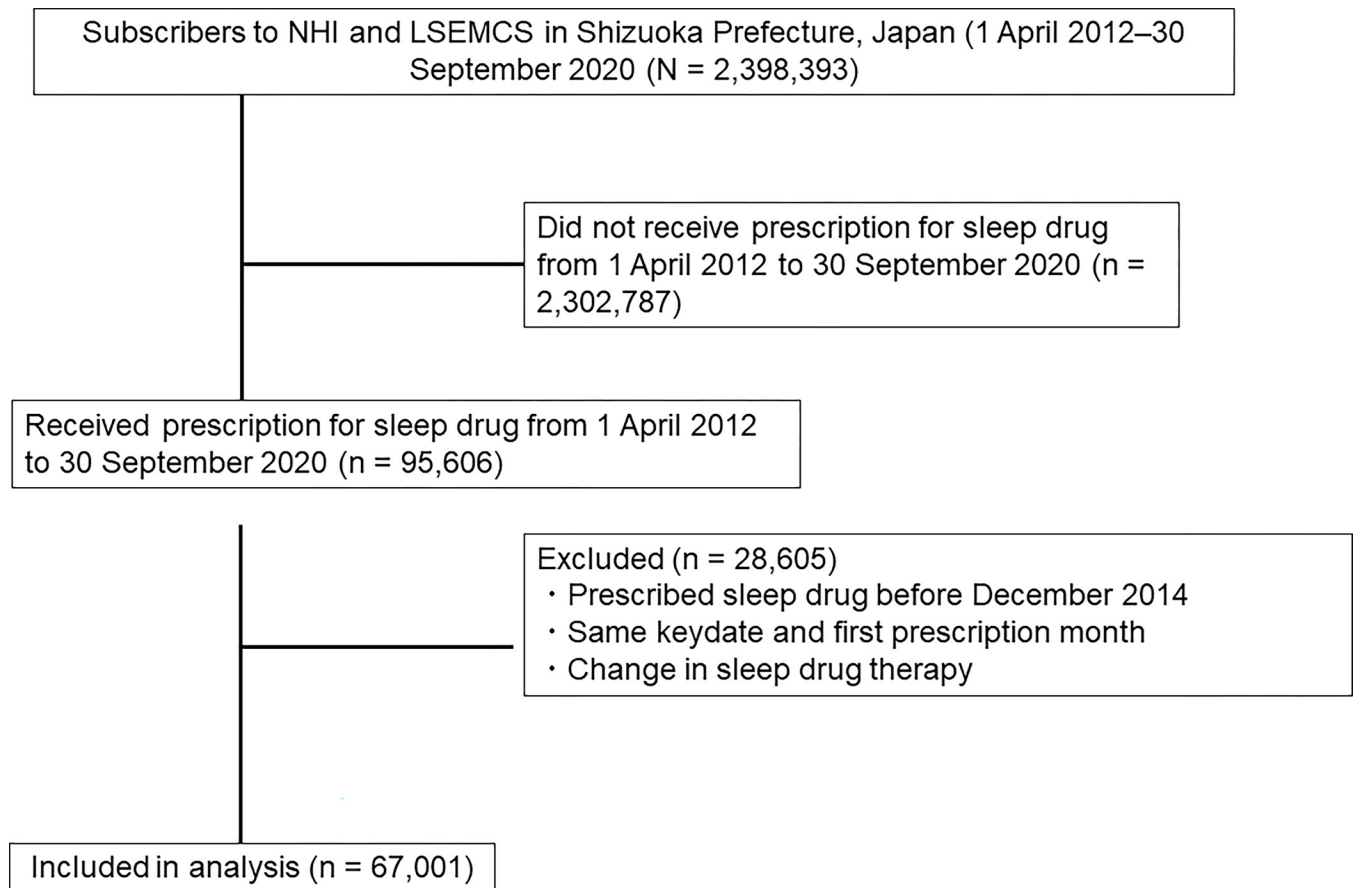 Subscribers to NHI and LSEMCS in Shizuoka Prefecture, Japan (1 April 2012–30
September 2020 (N = 2,398,393)
Did not receive prescription for sleep drug
from 1 April 2012 to 30 September 2020 (n =
2,302,787)
Received prescription for sleep drug from 1 April 2012
to 30 September 2020 (n = 95,606)
Excluded (n = 28,605)
・Prescribed sleep drug before December 2014
・Same keydate and first prescription month
・Change in sleep drug therapy
Included in analysis (n = 67,001)